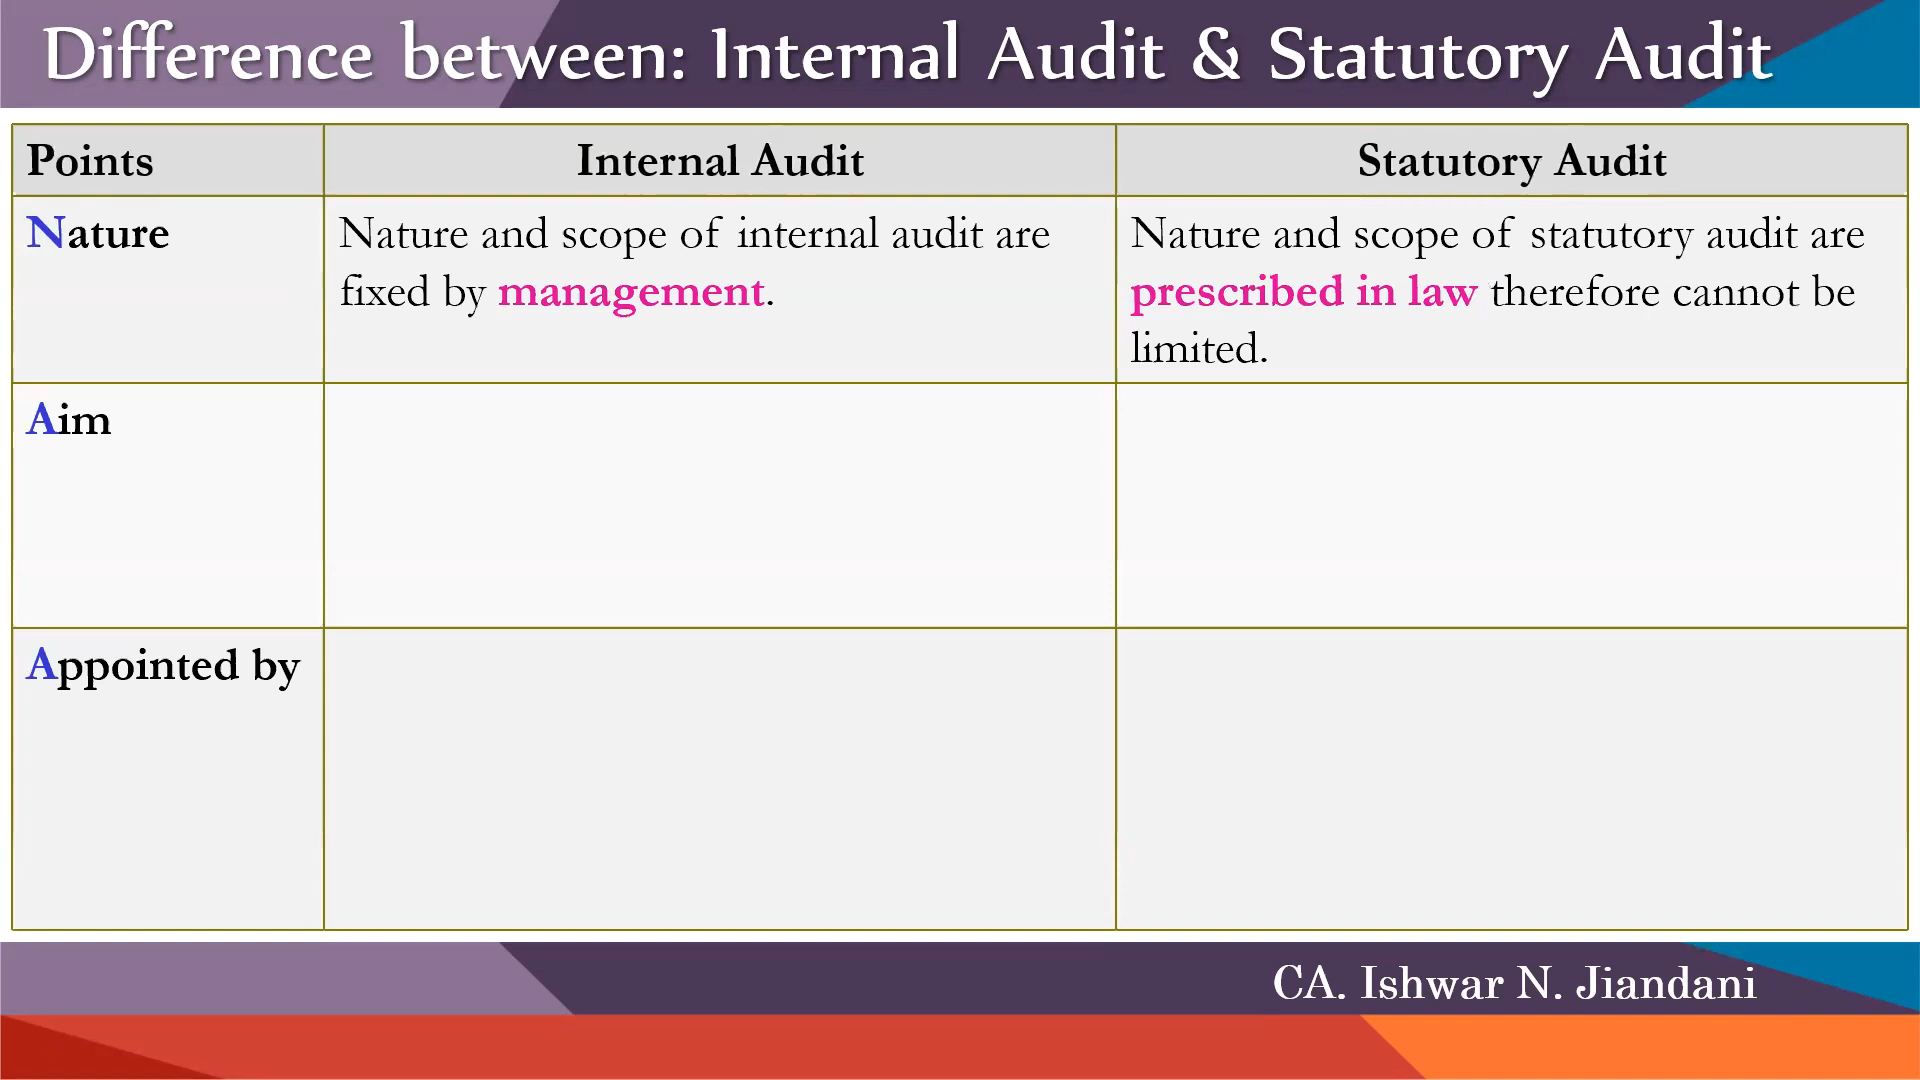 Difference between: Internal Audit & Statutory Audit
Points
Internal Audit
Statutory Audit
Nature
Nature and scope of internal audit are
fixed by management.
Nature and scope of statutory audit are
prescribed in law therefore cannot be
limited.
Aim
Appointed by
CA. Ishwar N. Jiandani